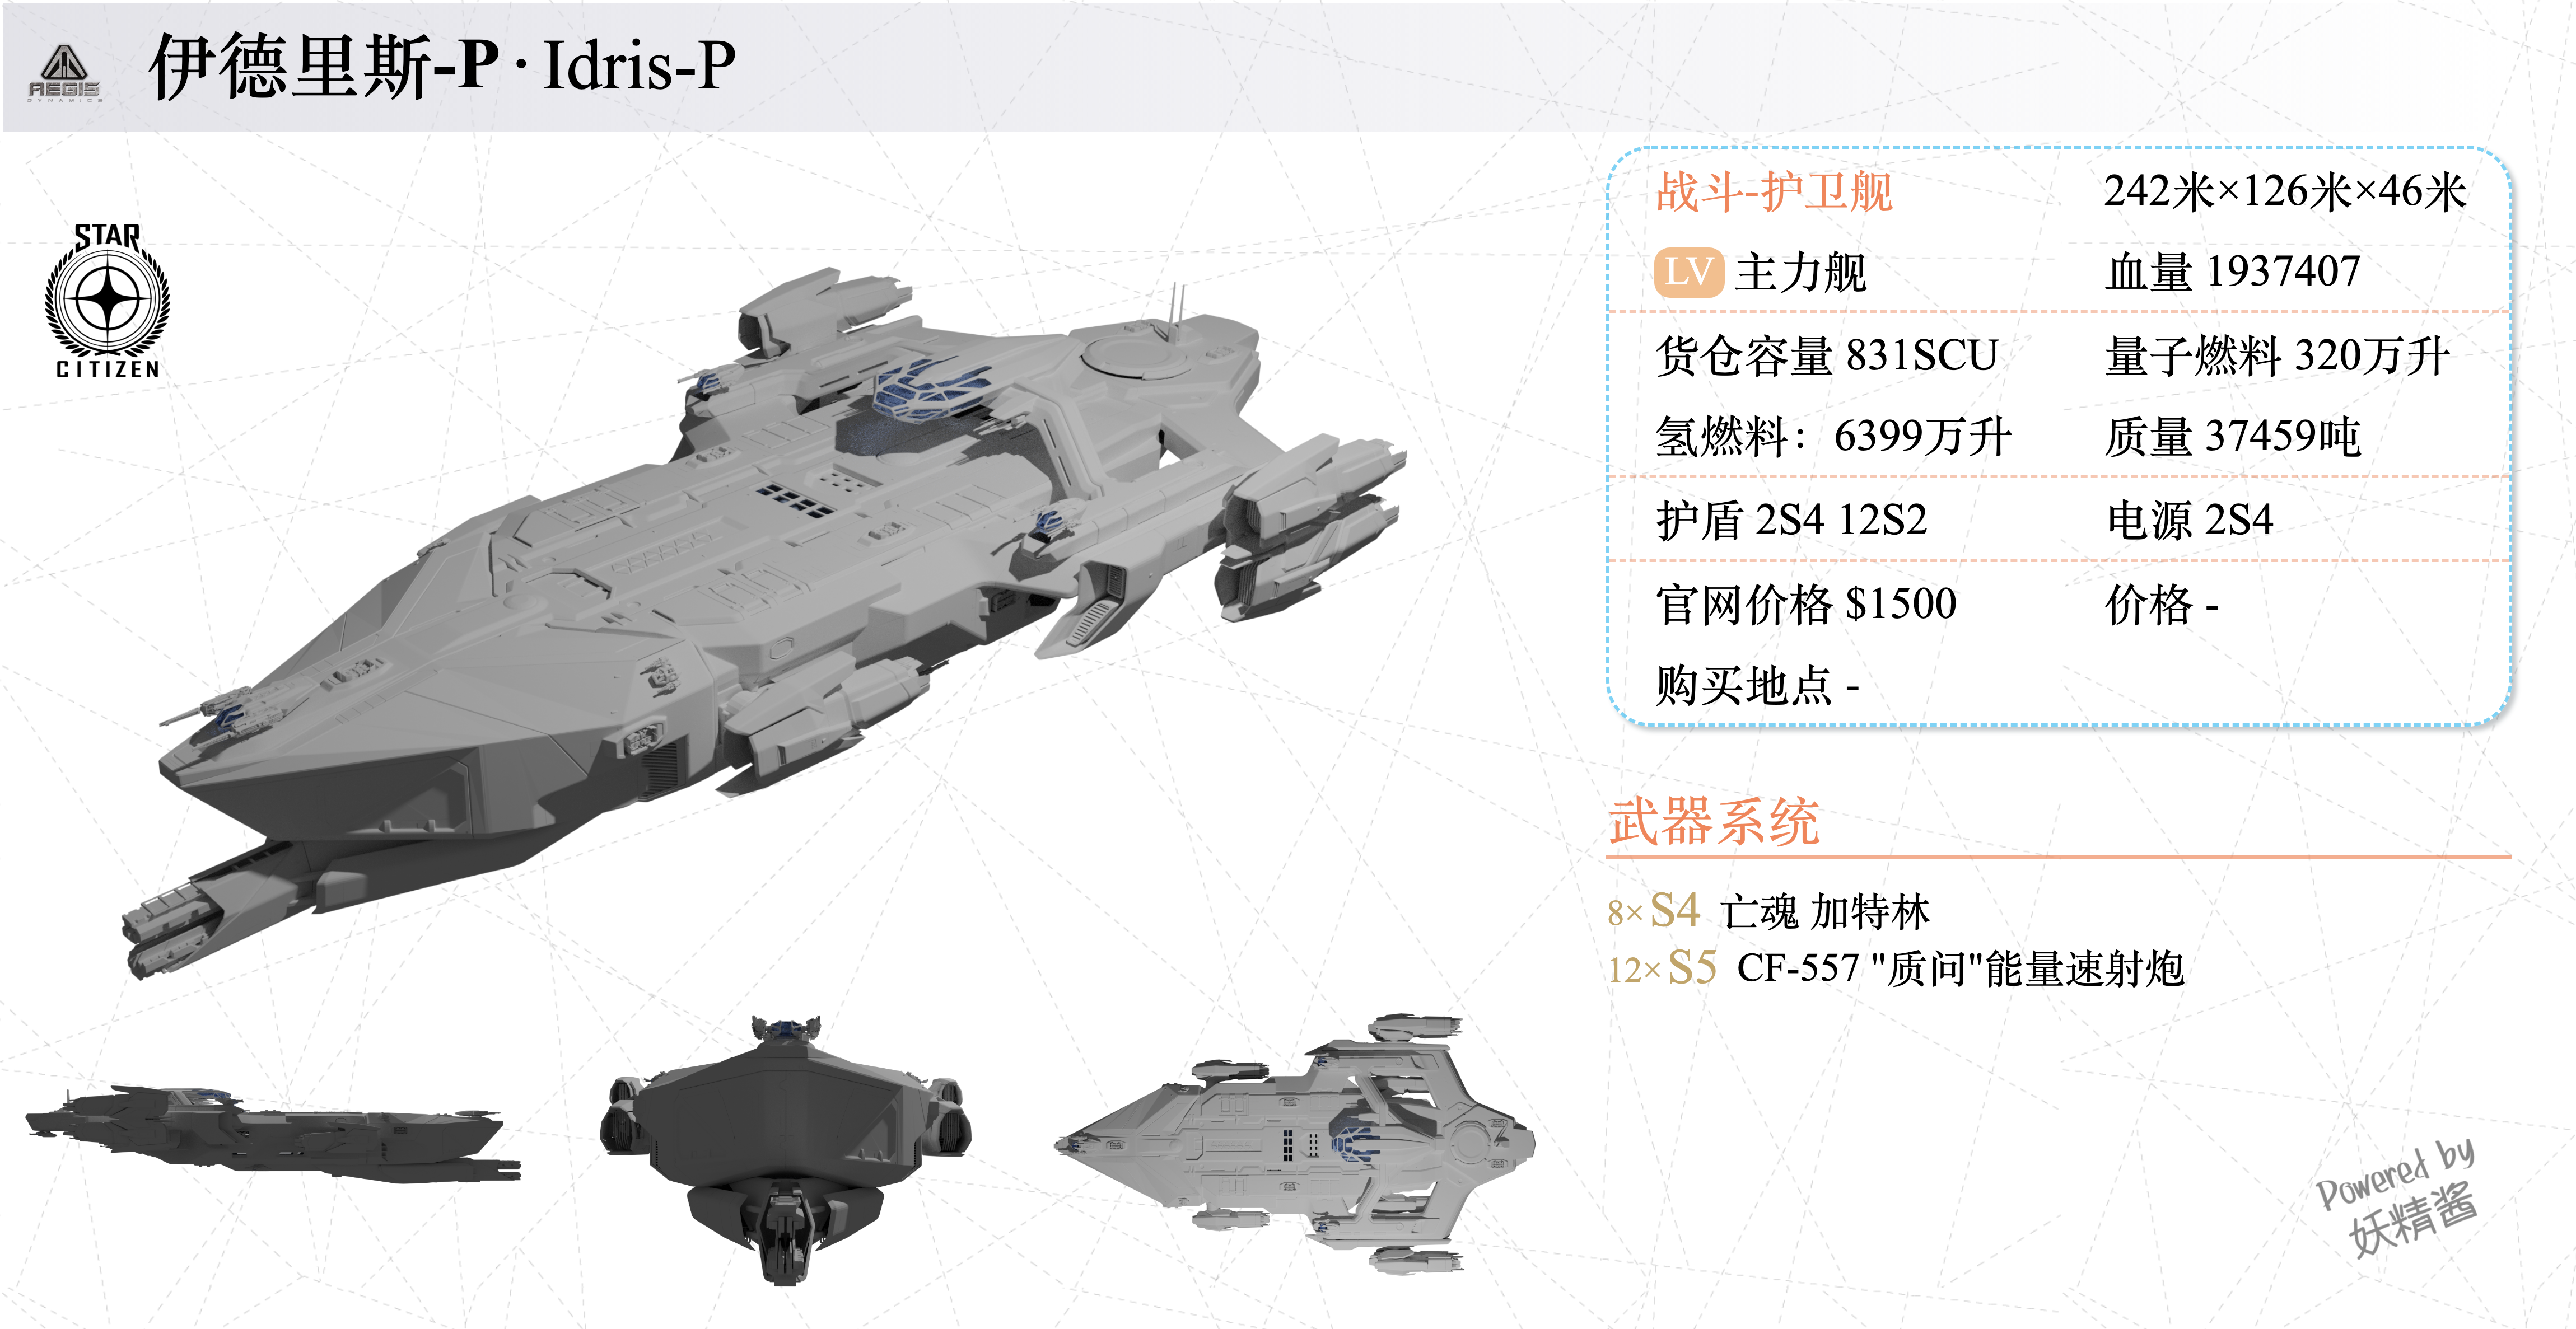 AEGIS
DYNAMICS
伊德里斯-P · Idris-P
STAR
CITIZEN
战斗-护卫舰 242米×126米×46米
LV 主力舰 血量 1937407
货仓容量 831SCU 量子燃料 320万升
氢燃料：6399万升 质量 37459吨
护盾 2S4 12S2 电源 2S4
官网价格 $1500 价格 -
购买地点 -
武器系统
8× S4 亡魂 加特林
12× S5 CF-557 "质问"能量速射炮
Powered by
妖精酱